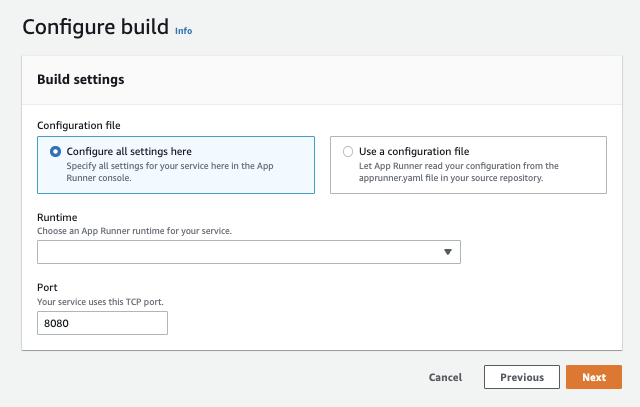 Configure build Info
Build settings
Configuration file
Configure all settings here
Specify all settings for your service here in the App
Runner console.
Use a configuration file
Let App Runner read your configuration from the
apprunner.yaml file in your source repository.
Runtime
Choose an App Runner runtime for your service.
Port
Your service uses this TCP port.
8080
Cancel
Previous
Next